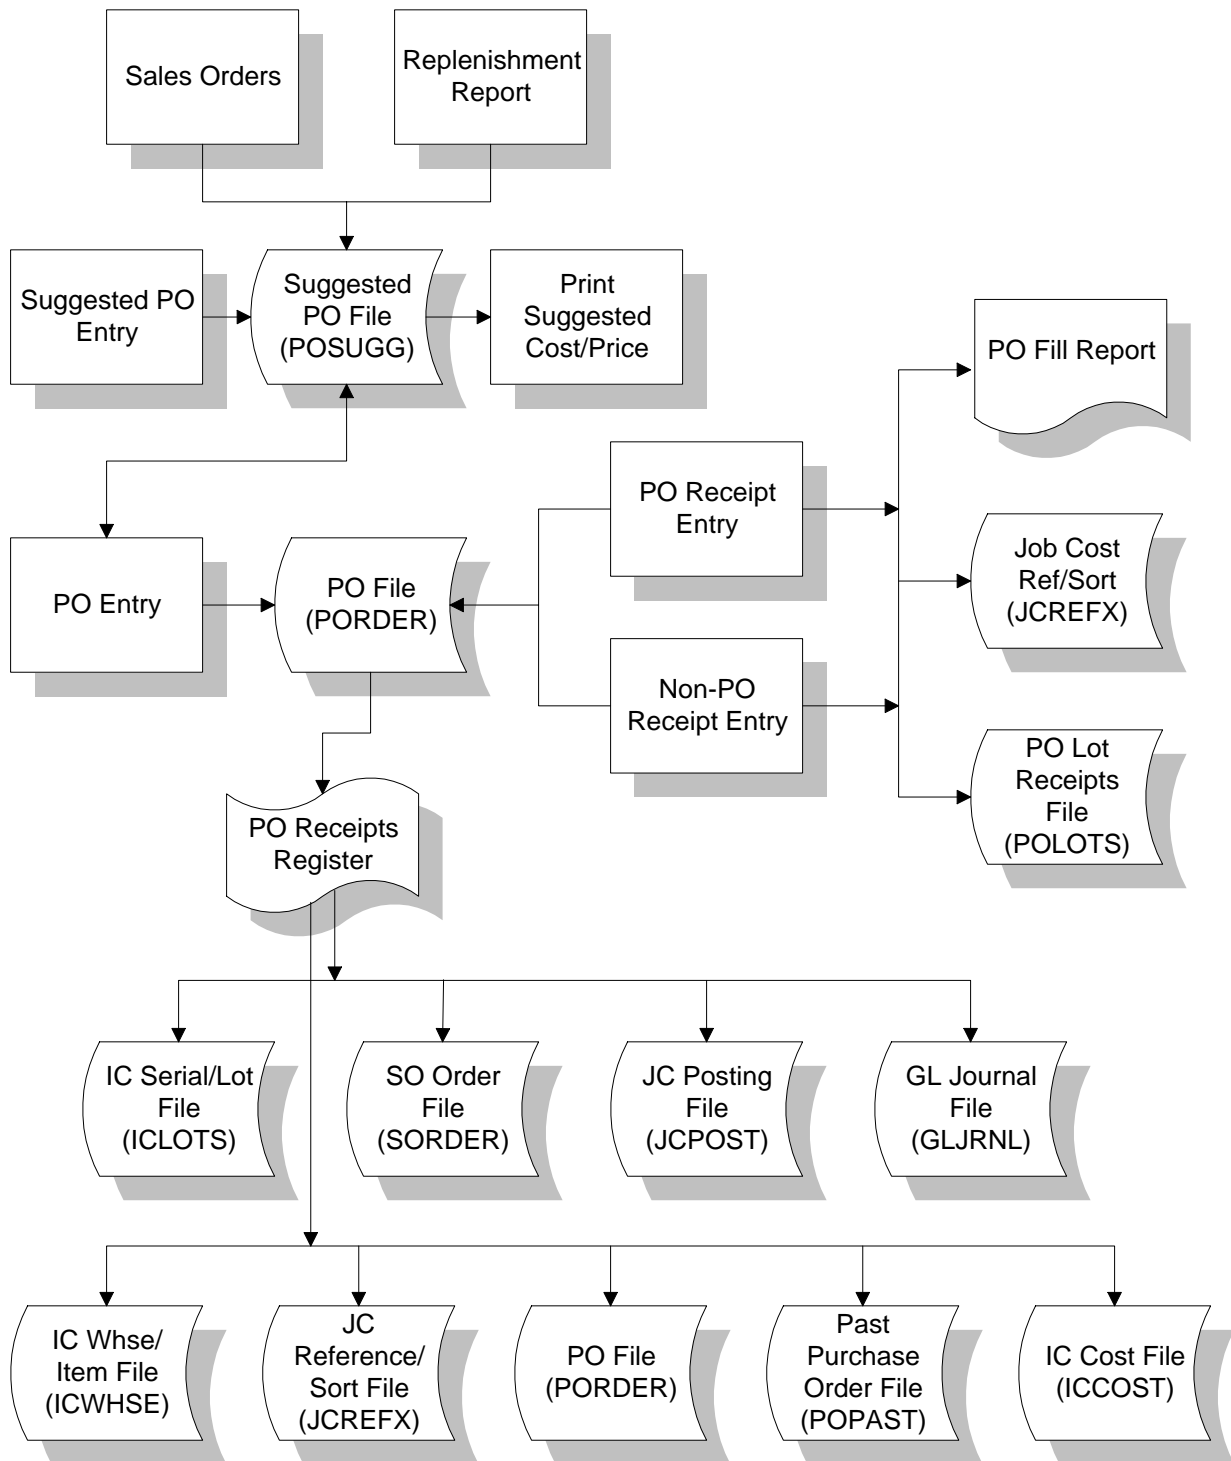 Sales Orders
Replenishment
Report
Suggested PO
Entry
Suggested
PO File
(POSUGG)
Print
Suggested
Cost/Price
PO Fill Report
PO Receipt
Entry
PO Entry
PO File
(PORDER)
Job Cost
Ref/Sort
(JCREFX)
Non-PO
Receipt Entry
PO Lot
Receipts
File
(POLOTS)
PO Receipts
Register
IC Serial/Lot
File
(ICLOTS)
SO Order
File
(SORDER)
JC Posting
File
(JCPOST)
GL Journal
File
(GLJRNL)
IC Whse/
Item File
(ICWHSE)
JC
Reference/
Sort File
(JCREFX)
PO File
(PORDER)
Past
Purchase
Order File
(POPAST)
IC Cost File
(ICCOST)